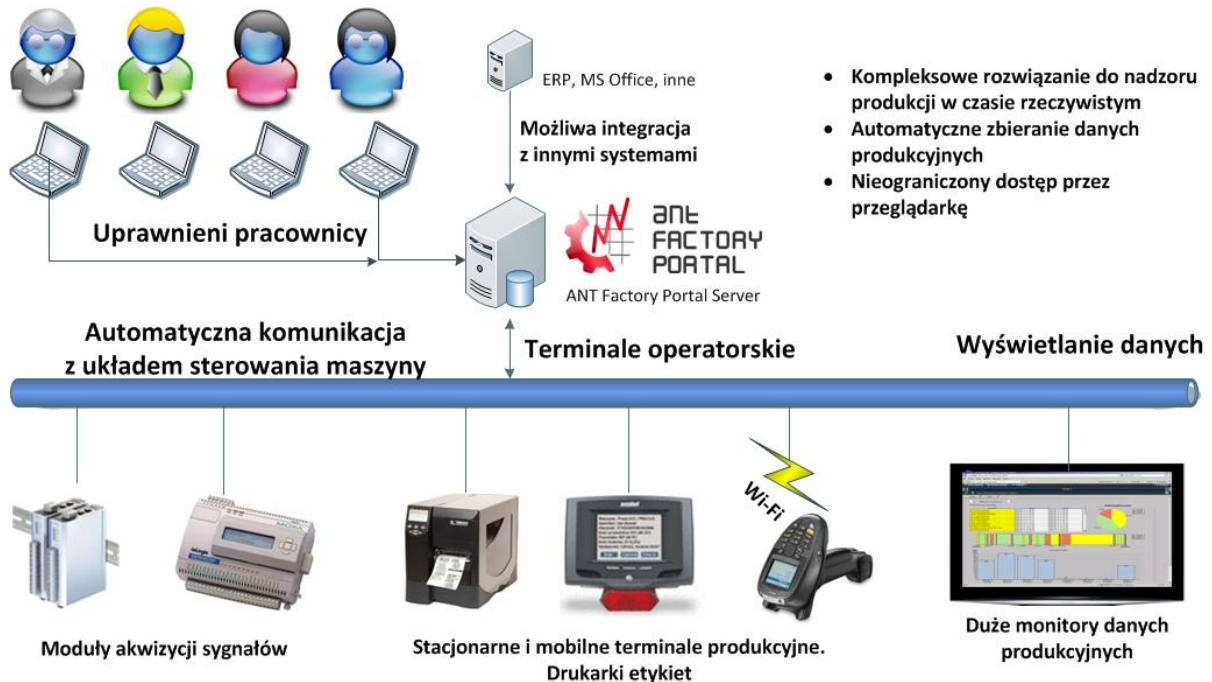 ERP, MS Office, inne
Możliwa integracja
z innymi systemami
• Kompleksowe rozwiązanie do nadzoru
produkcji w czasie rzeczywistym
• Automatyczne zbieranie danych
produkcyjnych
• Nieograniczony dostęp przez
przeglądarkę
Uprawnieni pracownicy
ANT
FACTORY
PORTAL
ANT Factory Portal Server
Automatyczna komunikacja
z układem sterowania maszyny
Terminale operatorskie
Wyświetlanie danych
MOXA
Wi-Fi
Moduły akwizycji sygnałów
Stacjonarne i mobilne terminale produkcyjne.
Drukarki etykiet
Duże monitory danych
produkcyjnych